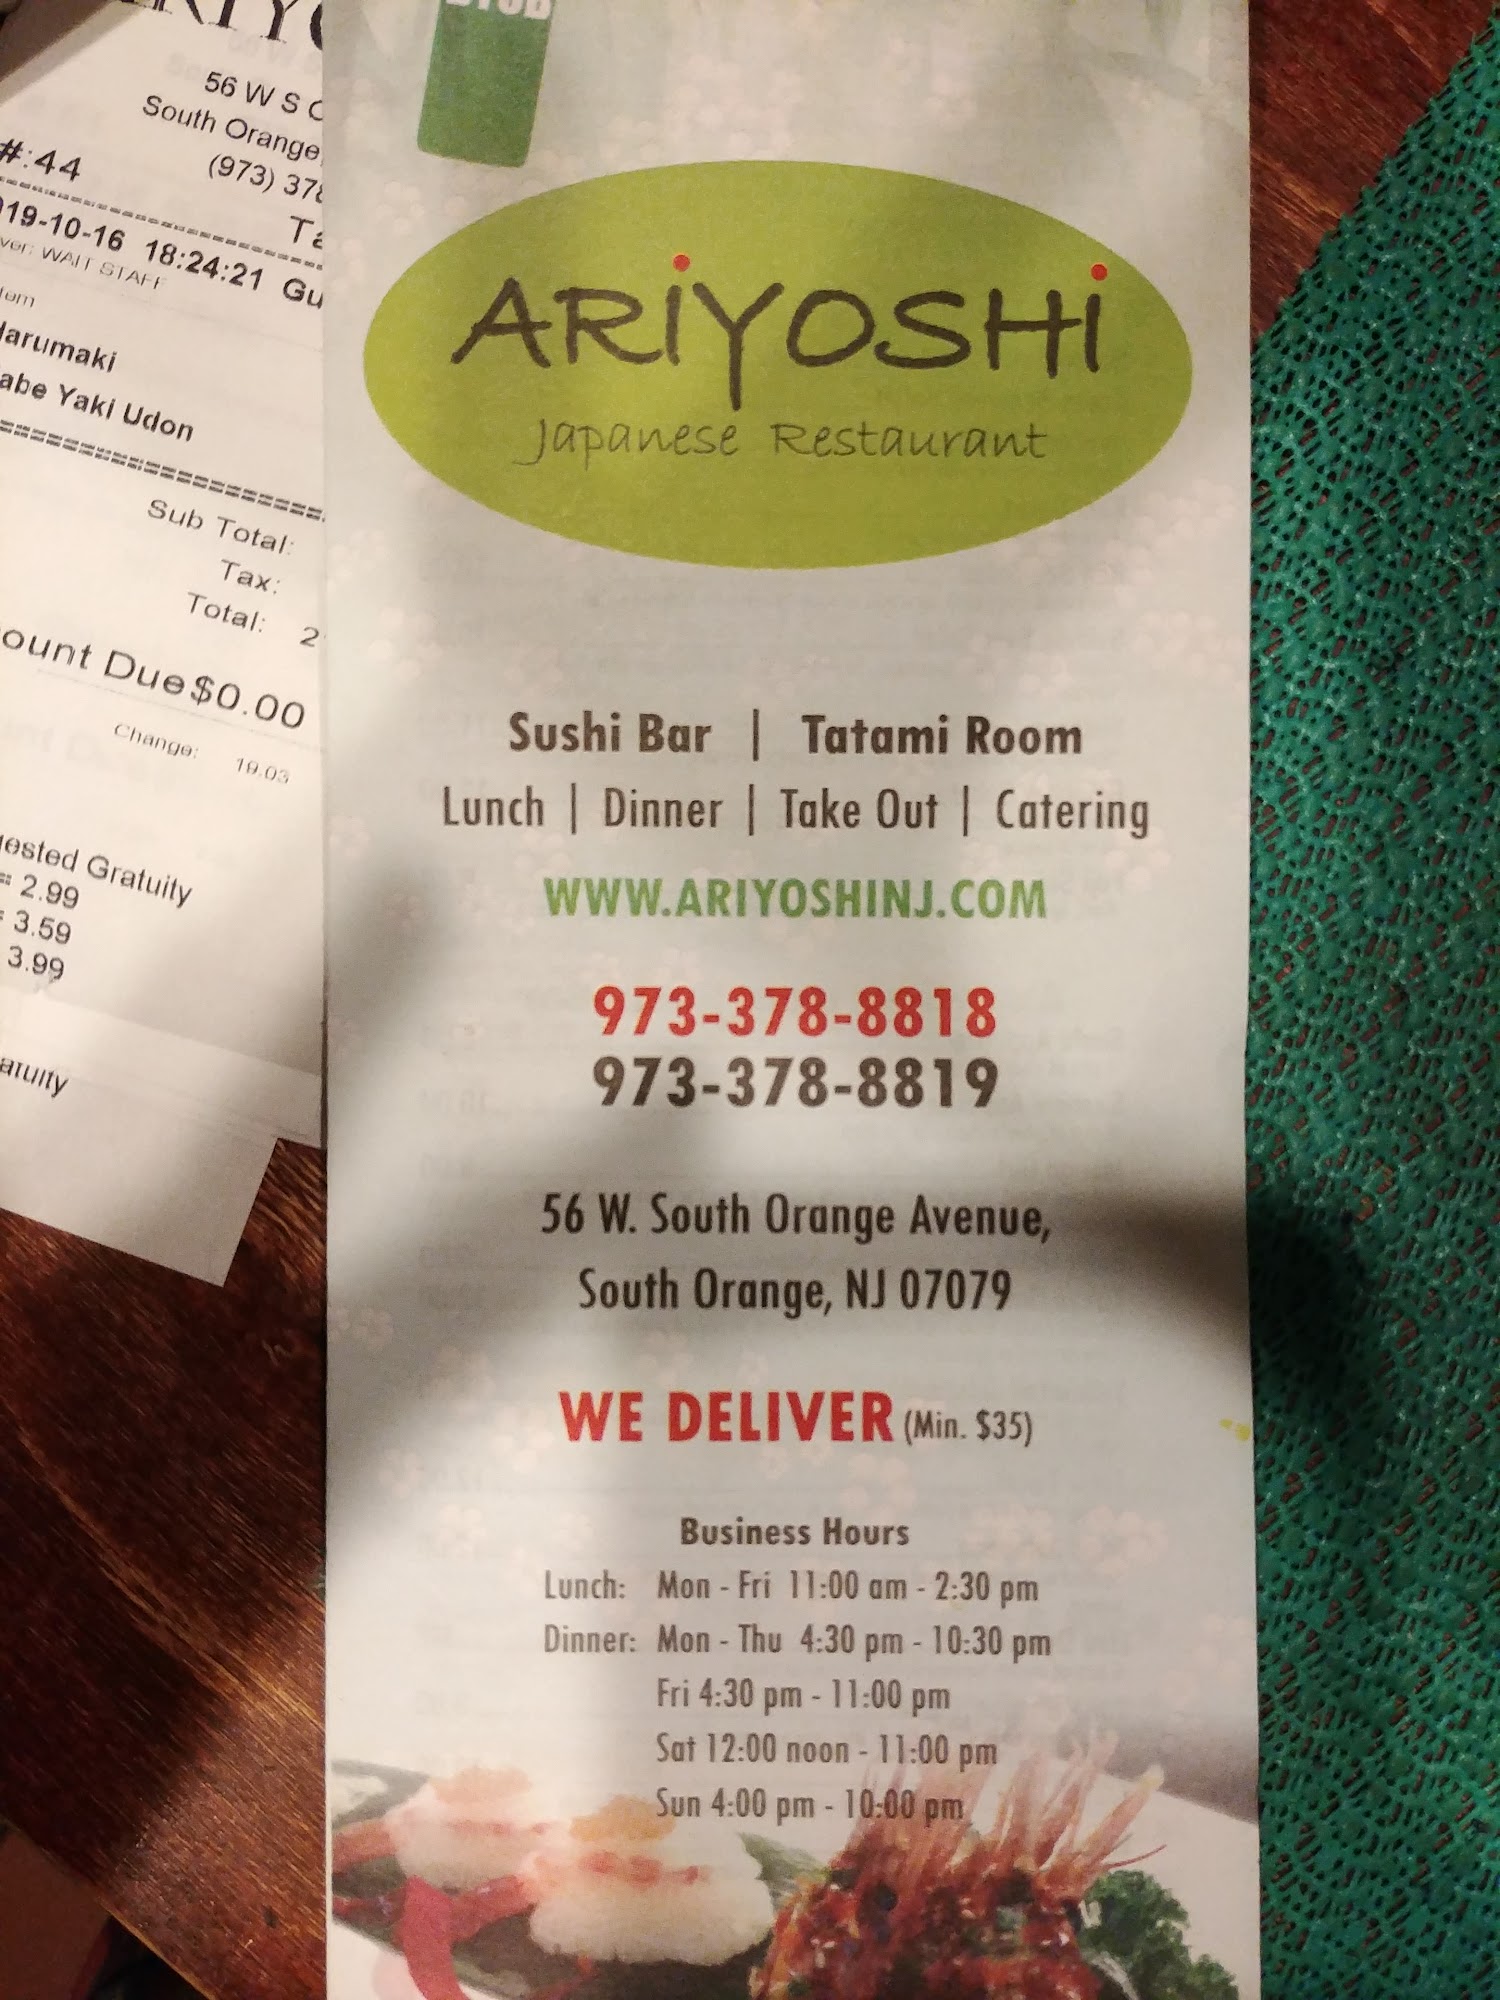 56 W S
South Orange,
(973) 378
#:44
19-10-16 18:24:21 Gu
WAIT STAFF
arumaki
abe Yaki Udon
Sub Total:
Tax:
Total: 2
ount Due$0.00
Change: 19.03
ested Gratuity
= 2.99
= 3.59
3.99
atuity
BYOB
ARiYOSHi
Japanese Restaurant
Sushi Bar | Tatami Room
Lunch | Dinner | Take Out | Catering
WWW.ARIYOSHINJ.COM
973-378-8818
973-378-8819
56 W. South Orange Avenue,
South Orange, NJ 07079
WE DELIVER (Min. $35)
Business Hours
Lunch: Mon - Fri 11:00 am - 2:30 pm
Dinner: Mon - Thu 4:30 pm - 10:30 pm
Fri 4:30 pm - 11:00 pm
Sat 12:00 noon - 11:00 pm
Sun 4:00 pm - 10:00 pm